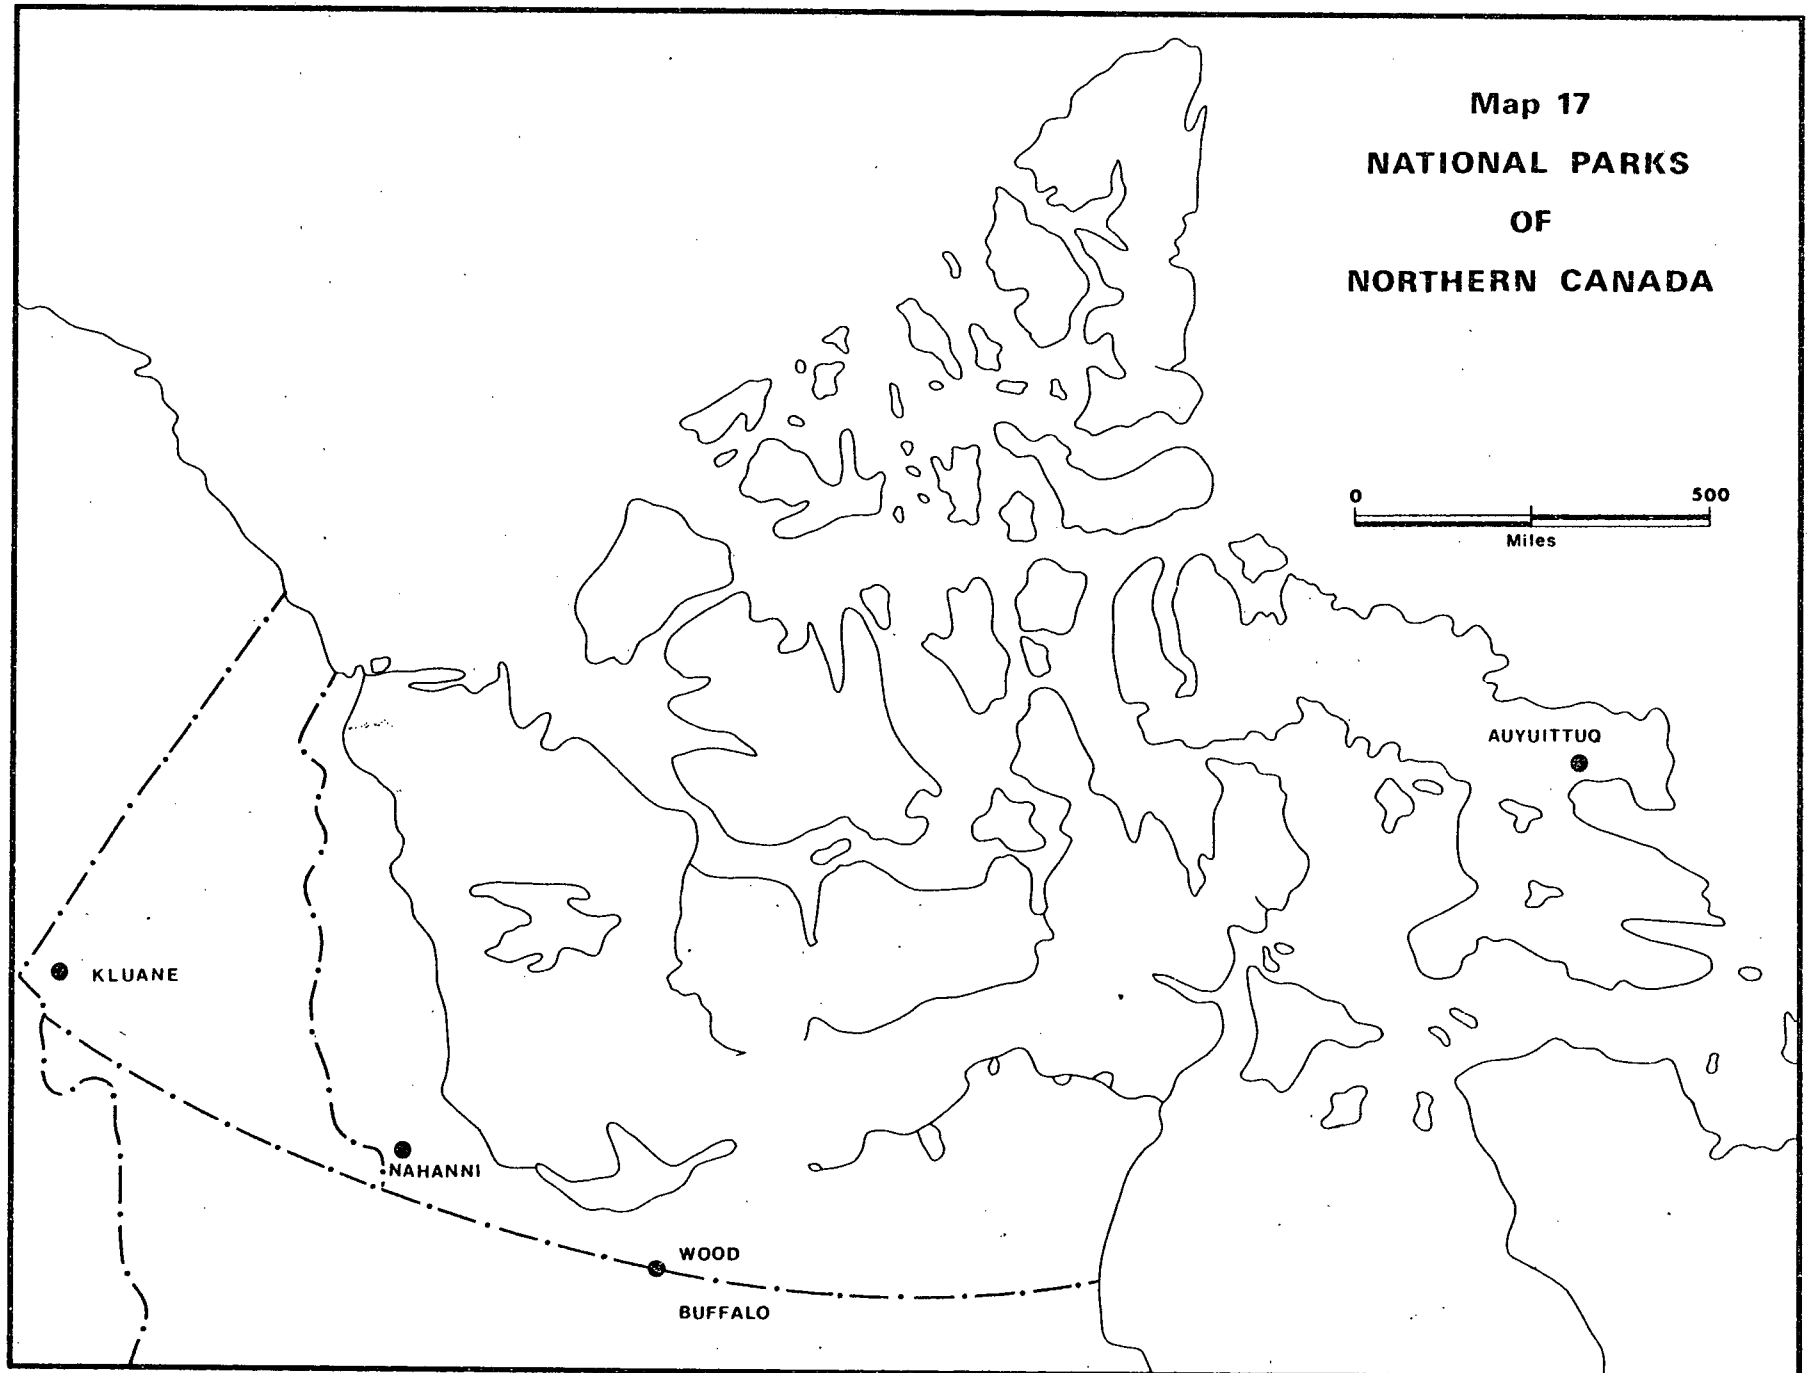 Map 17
NATIONAL PARKS
OF
NORTHERN CANADA
0 500
Miles
AUYUITTUQ
KLUANE
NAHANNI
WOOD
BUFFALO